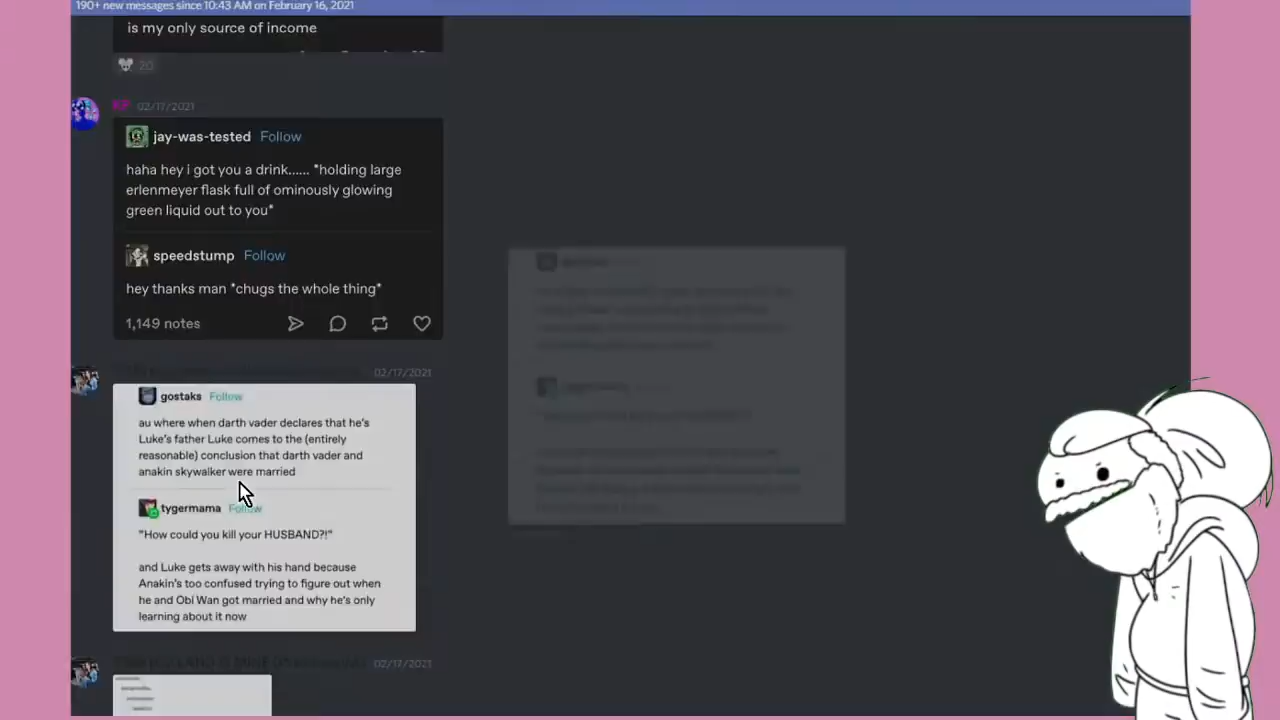 190+ new messages since 10:43 AM on February 16, 2021
is my only source of income
20
KP 02/17/2021
jay-was-tested Follow
haha hey i got you a drink...... *holding large
erlenmeyer flask full of ominously glowing
green liquid out to you*
speedstump Follow
hey thanks man *chugs the whole thing*
1,149 notes
02/17/2021
gostaks Follow
au where when darth vader declares that he's
Luke's father Luke comes to the (entirely
reasonable) conclusion that darth vader and
anakin skywalker were married
tygermama Follow
"How could you kill your HUSBAND?!"
and Luke gets away with his hand because
Anakin's too confused trying to figure out when
he and Obi Wan got married and why he's only
learning about it now
02/17/2021